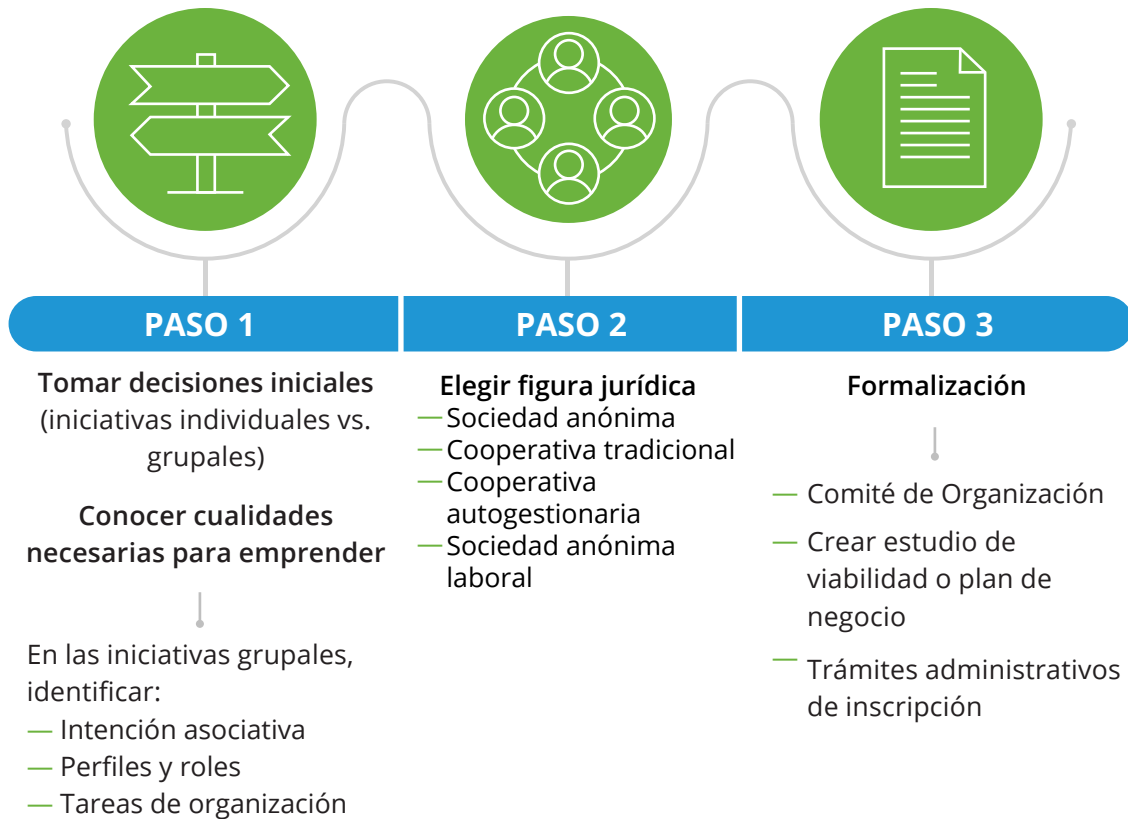 PASO 1
Tomar decisiones iniciales
(iniciativas individuales vs.
grupales)
Conocer cualidades
necesarias para emprender
En las iniciativas grupales,
identificar:
— Intención asociativa
— Perfiles y roles
— Tareas de organización
PASO 2
Elegir figura jurídica
— Sociedad anónima
— Cooperativa tradicional
— Cooperativa
autogestionaria
— Sociedad anónima
laboral
PASO 3
Formalización
— Comité de Organización
— Crear estudio de
viabilidad o plan de
negocio
— Trámites administrativos
de inscripción